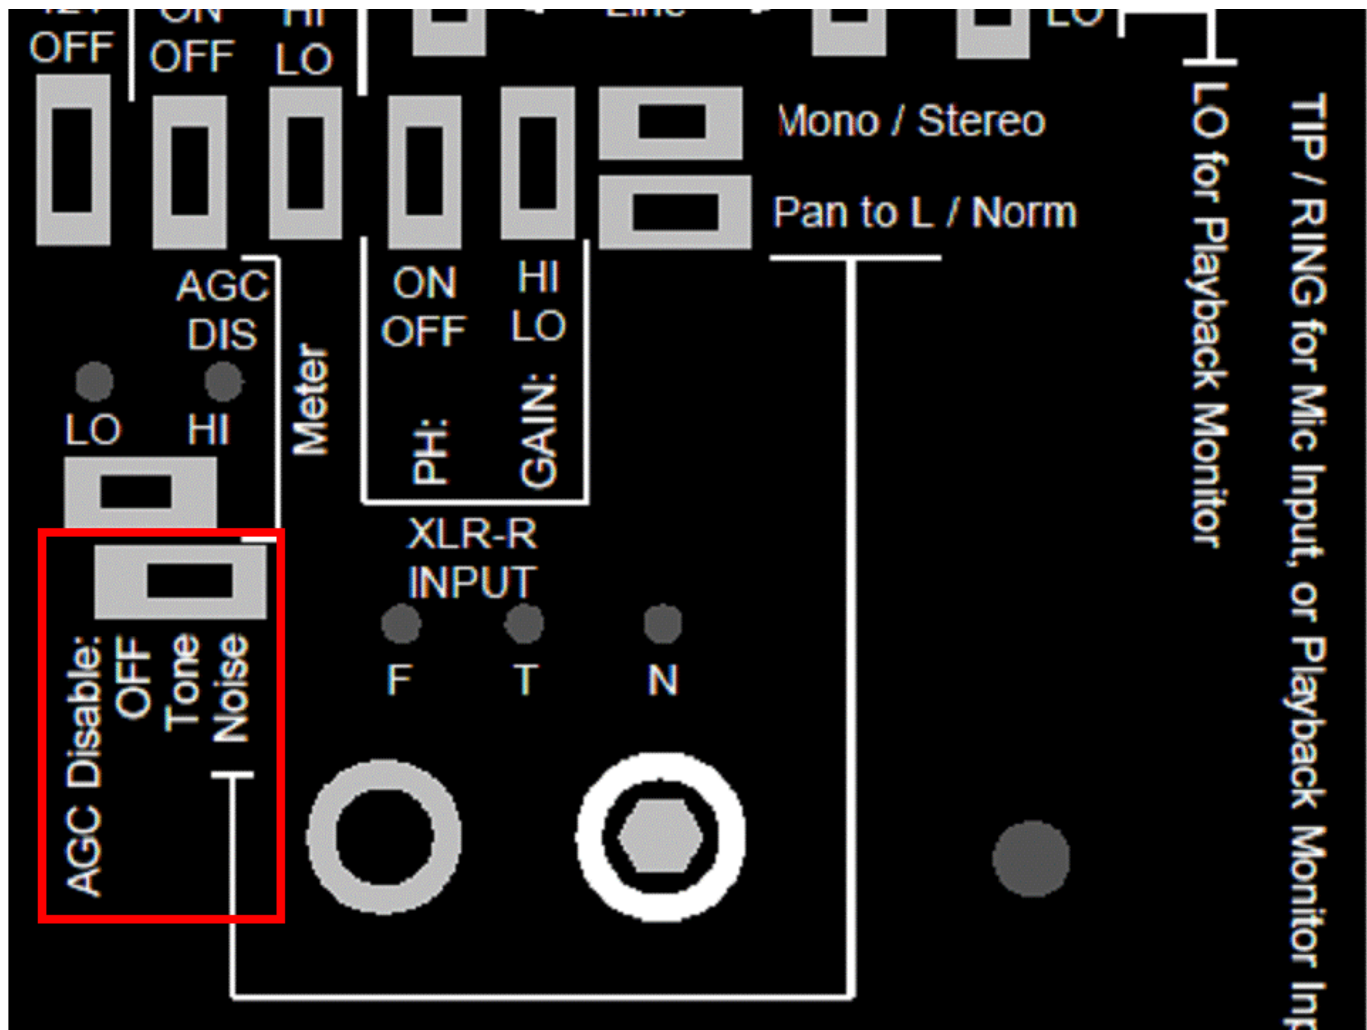 OFF
OFF
HI
LO
LO
Mono / Stereo
Pan to L / Norm
AGC
DIS
ON
OFF
HI
LO
LO
HI
Meter
PH:
GAIN:
XLR-R
INPUT
F
T
N
AGC Disable:
OFF
Tone
Noise
LO for Playback Monitor
TIP / RING for Mic Input, or Playback Monitor